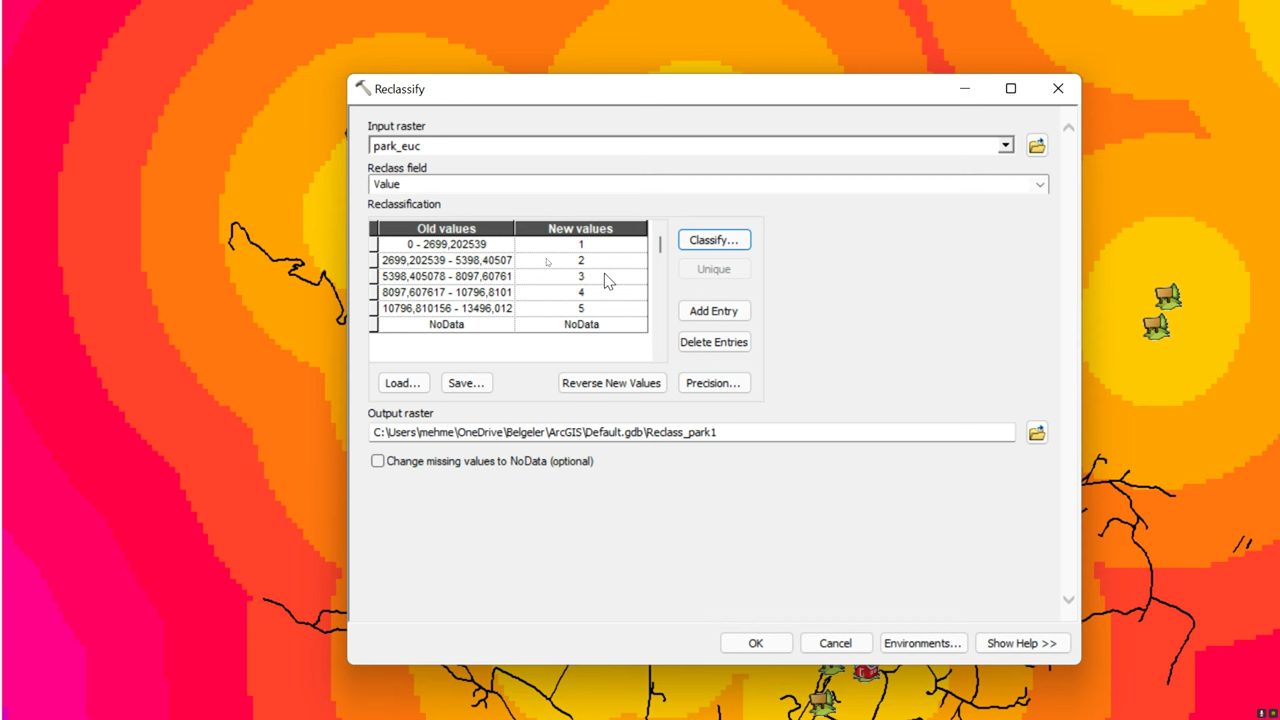 Reclassify
Input raster
park_euc
Reclass field
Value
Reclassification
Old values New values
0 - 2699,202539 1
2699,202539 - 5398,40507 2
5398,405078 - 8097,60761 3
8097,607617 - 10796,8101 4
10796,810156 - 13496,012 5
NoData NoData
Classify...
Unique
Add Entry
Delete Entries
Load... Save... Reverse New Values Precision...
Output raster
C:\Users\mehme\OneDrive\Belgeler\ArcGIS\Default.gdb\Reclass_park1
Change missing values to NoData (optional)
OK Cancel Environments... Show Help >>